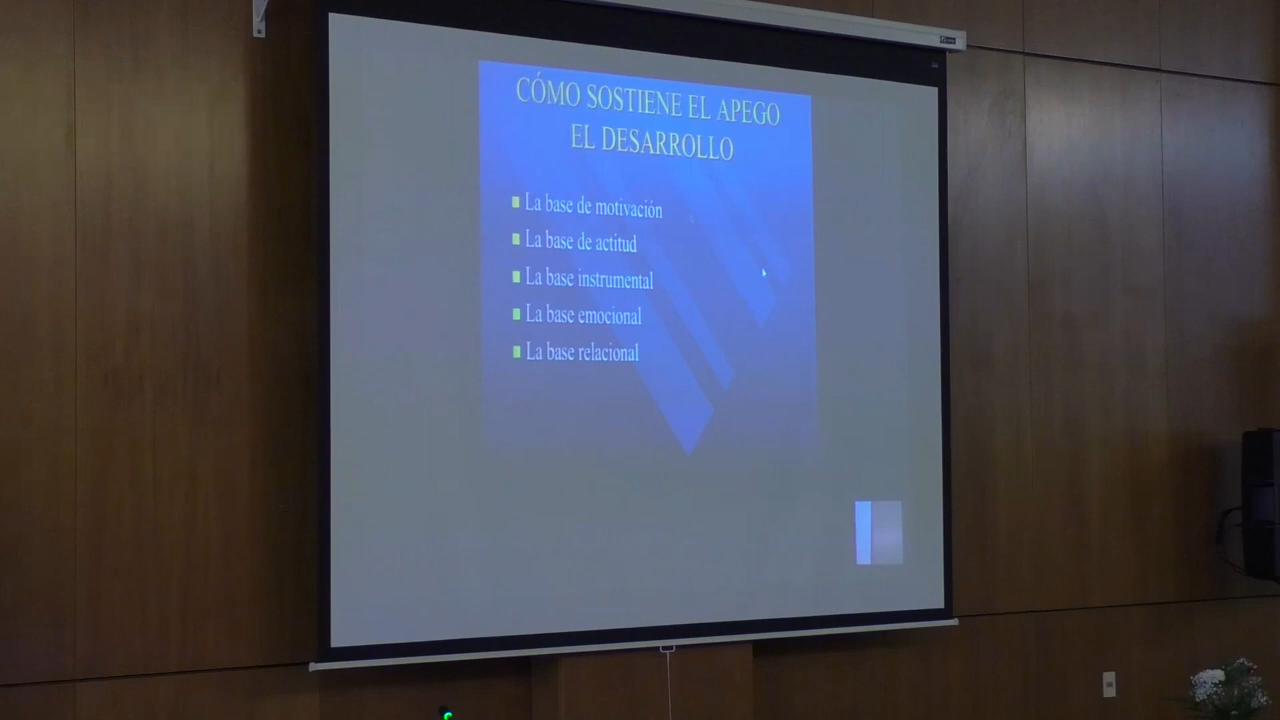 CÓMO SOSTIENE EL APEGO
EL DESARROLLO
La base de motivación
La base de actitud
La base instrumental
La base emocional
La base relacional